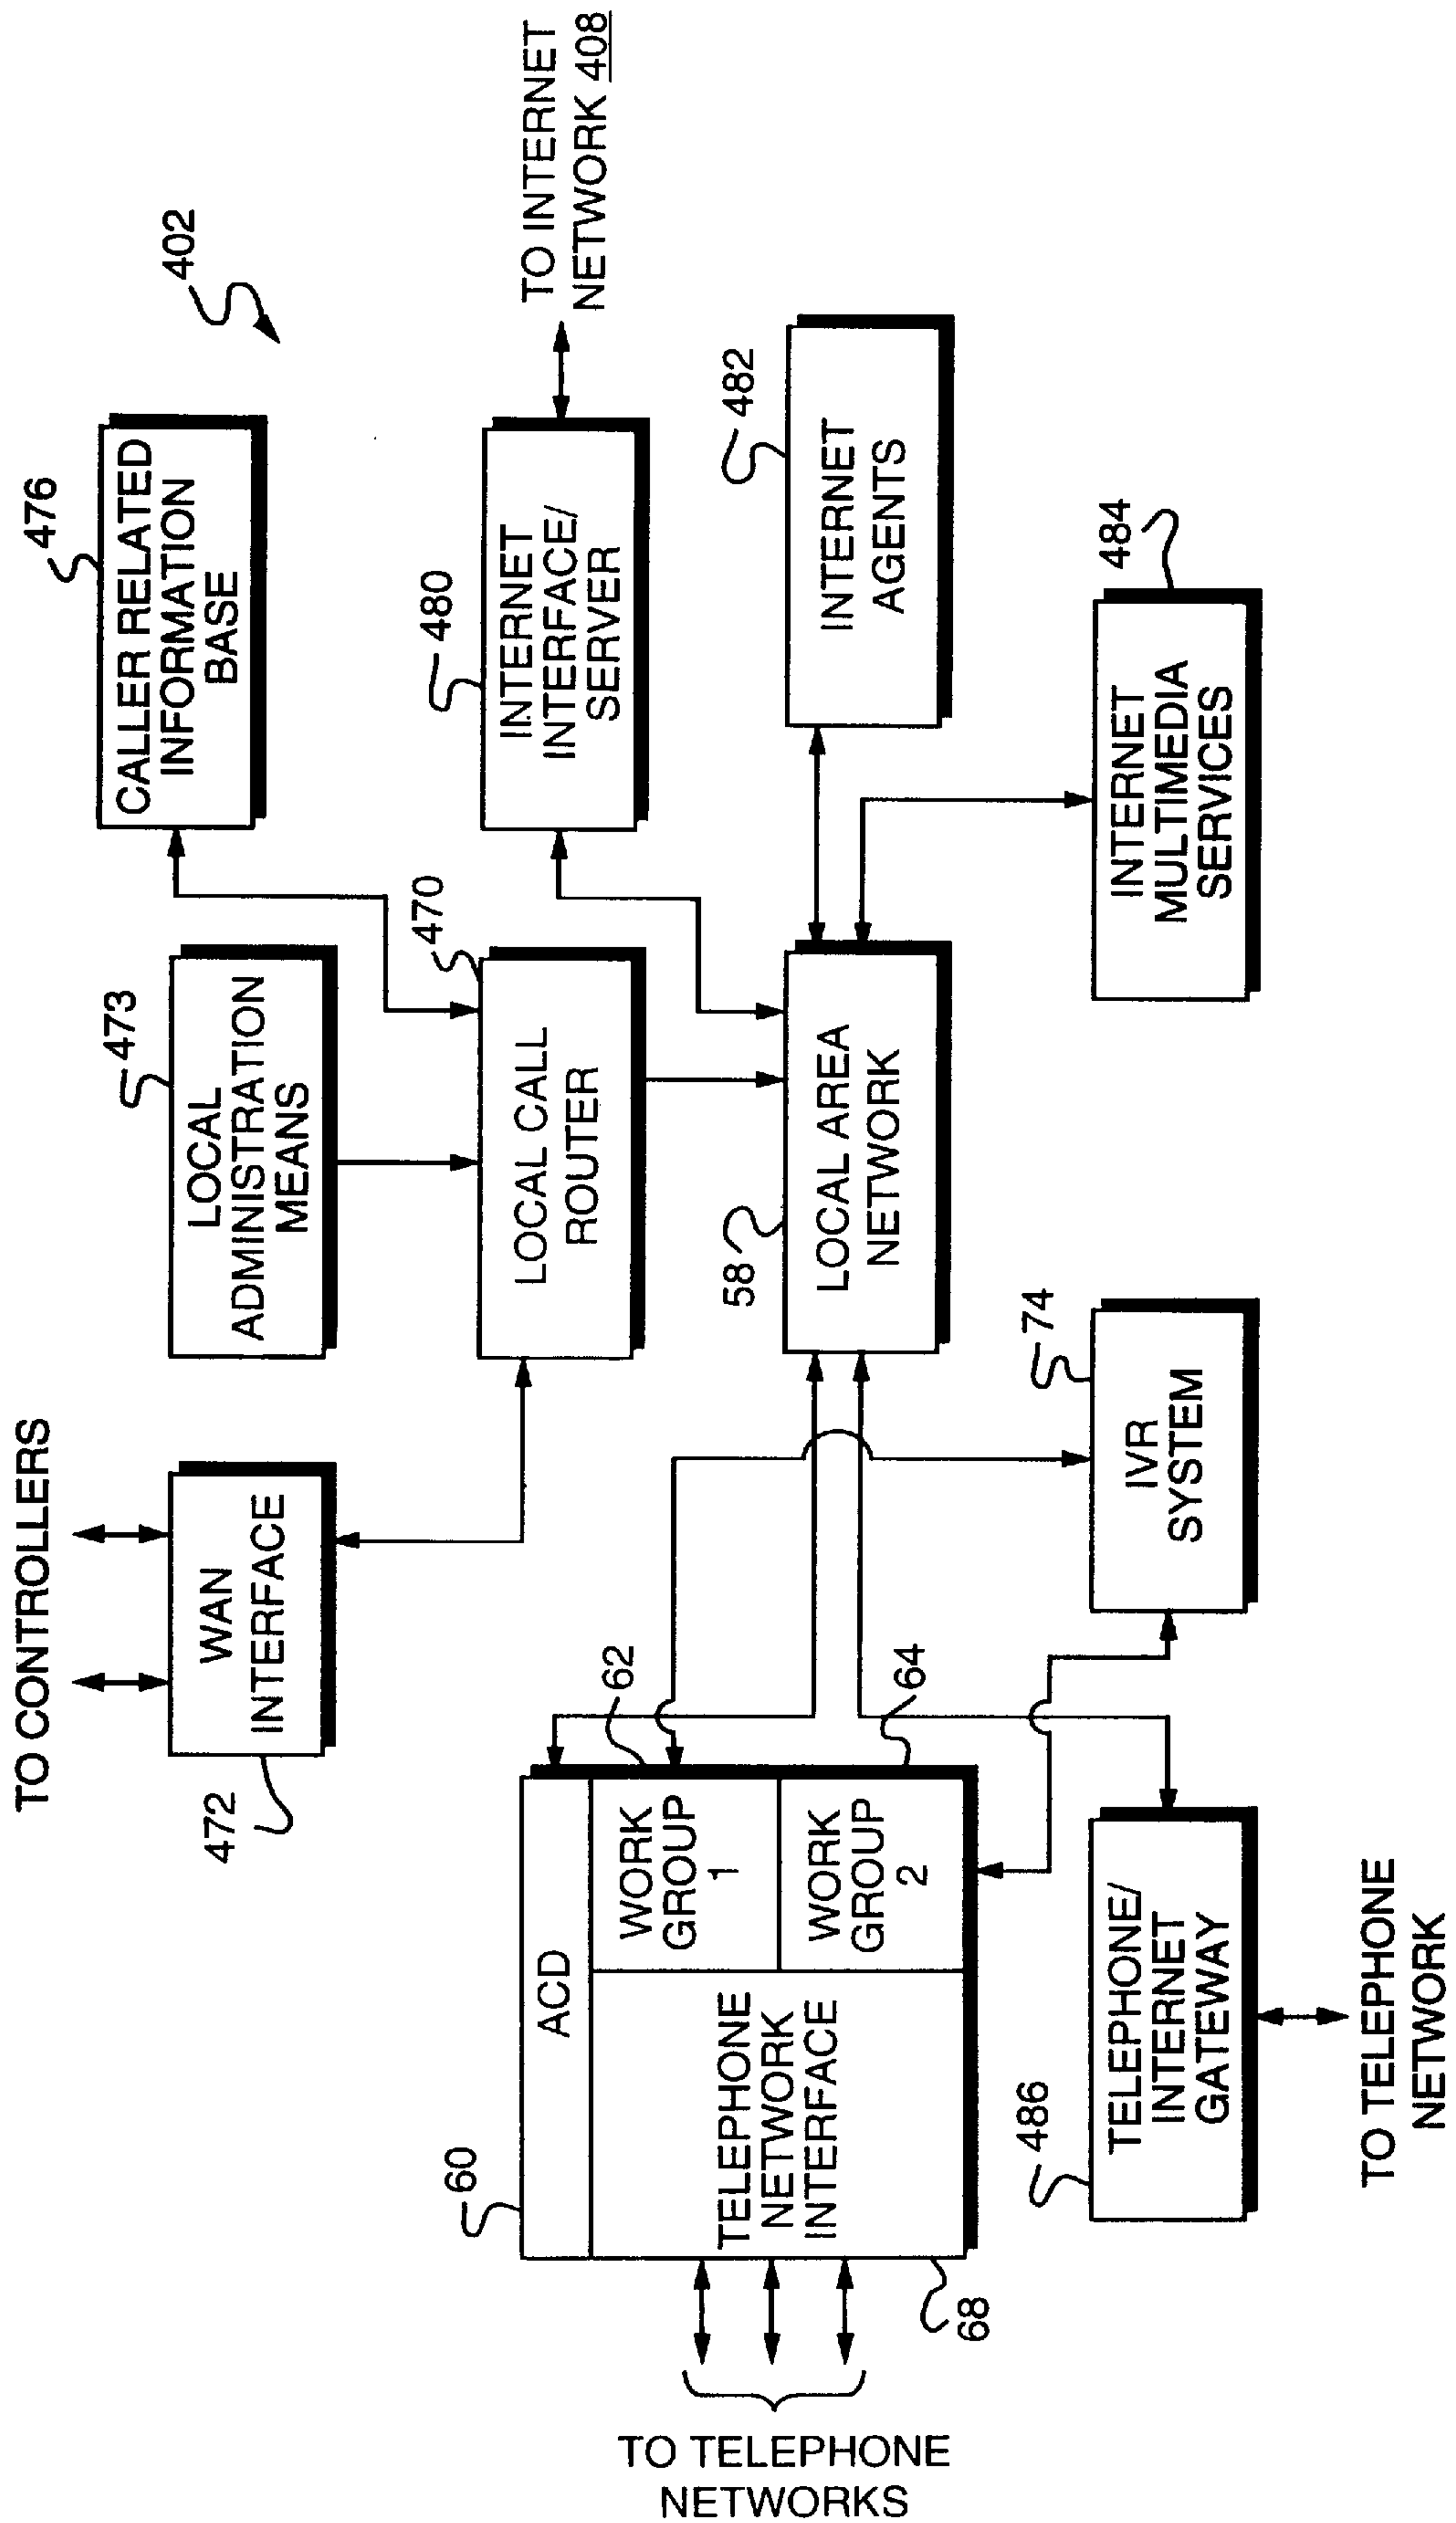 TO CONTROLLERS
472
WAN
INTERFACE
473
LOCAL
ADMINISTRATION
MEANS
476
CALLER RELATED
INFORMATION
BASE
402
470
LOCAL CALL
ROUTER
480
INTERNET
INTERFACE/
SERVER
TO INTERNET
NETWORK 408
60
ACD
62
WORK
GROUP
1
64
WORK
GROUP
2
TELEPHONE
NETWORK
INTERFACE
68
TO TELEPHONE
NETWORKS
58
LOCAL AREA
NETWORK
482
INTERNET
AGENTS
486
TELEPHONE/
INTERNET
GATEWAY
74
IVR
SYSTEM
484
INTERNET
MULTIMEDIA
SERVICES
TO TELEPHONE
NETWORK